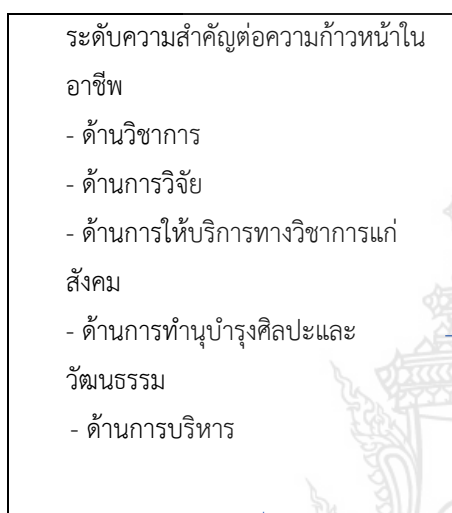 ระดับความสำคัญต่อความก้าวหน้าใน
อาชีพ
- ด้านวิชาการ
- ด้านการวิจัย
- ด้านการให้บริการทางวิชาการแก่
สังคม
- ด้านการทำนุบำรุงศิลปะและ
วัฒนธรรม
- ด้านการบริหาร